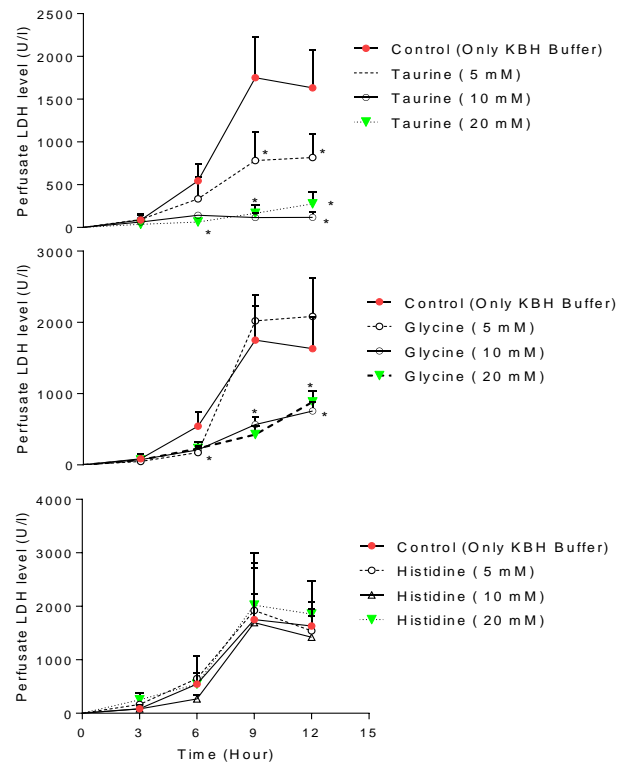 2500
2000
1500
1000
500
0
Perfusate LDH level (U/l)
Control (Only KBH Buffer)
Taurine (5 mM)
Taurine (10 mM)
Taurine (20 mM)
*
*
*
*
*
*
3000
2000
1000
0
Perfusate LDH level (U/l)
Control (Only KBH Buffer)
Glycine (5 mM)
Glycine (10 mM)
Glycine (20 mM)
*
*
*
*
4000
3000
2000
1000
0
Perfusate LDH level (U/l)
Control (Only KBH Buffer)
Histidine (5 mM)
Histidine (10 mM)
Histidine (20 mM)
0 3 6 9 12 15
Time (Hour)